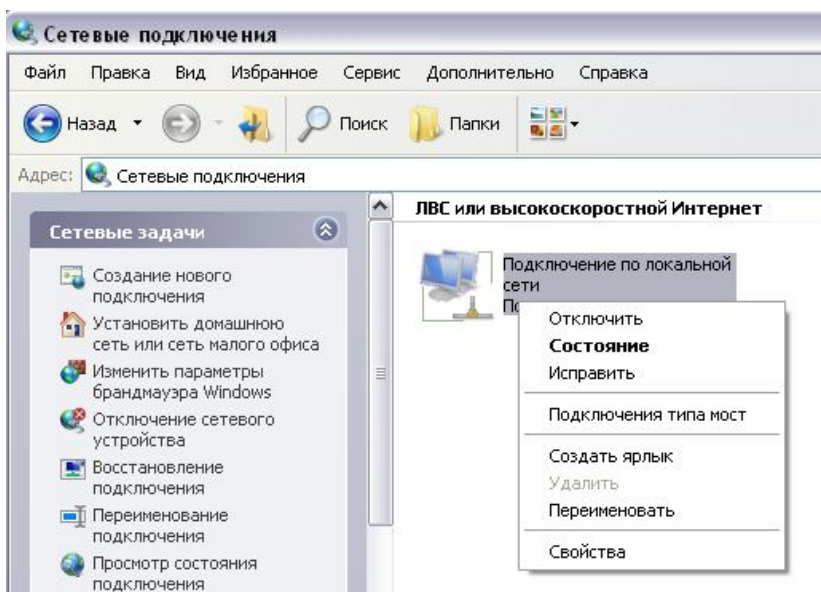 Сетевые подключения
Файл Правка Вид Избранное Сервис Дополнительно Справка
Назад Поиск Папки
Адрес: Сетевые подключения
Сетевые задачи
Создание нового
подключения
Установить домашнюю
сеть или сеть малого офиса
Изменить параметры
брандмауэра Windows
Отключение сетевого
устройства
Восстановление
подключения
Переименование
подключения
Просмотр состояния
подключения
ЛВС или высокоскоростной Интернет
Подключение по локальной
сети
Отключить
Состояние
Исправить
Подключения типа мост
Создать ярлык
Удалить
Переименовать
Свойства